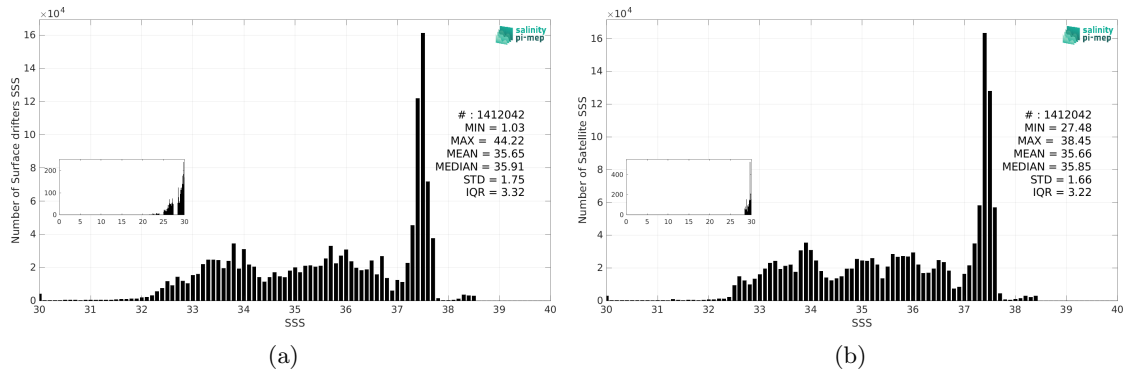 ×10⁴
16
14
12
10
8
6
4
2
0
Number of Surface drifters SSS
salinity
pi-mep
# : 1412042
MIN = 1.03
MAX = 44.22
MEAN = 35.65
MEDIAN = 35.91
STD = 1.75
IQR = 3.32
200
100
0
0 5 10 15 20 25 30
30 31 32 33 34 35 36 37 38 39 40
SSS
(a)
×10⁴
16
14
12
10
8
6
4
2
0
Number of Satellite SSS
salinity
pi-mep
# : 1412042
MIN = 27.48
MAX = 38.45
MEAN = 35.66
MEDIAN = 35.85
STD = 1.66
IQR = 3.22
400
200
0
0 5 10 15 20 25 30
30 31 32 33 34 35 36 37 38 39 40
SSS
(b)